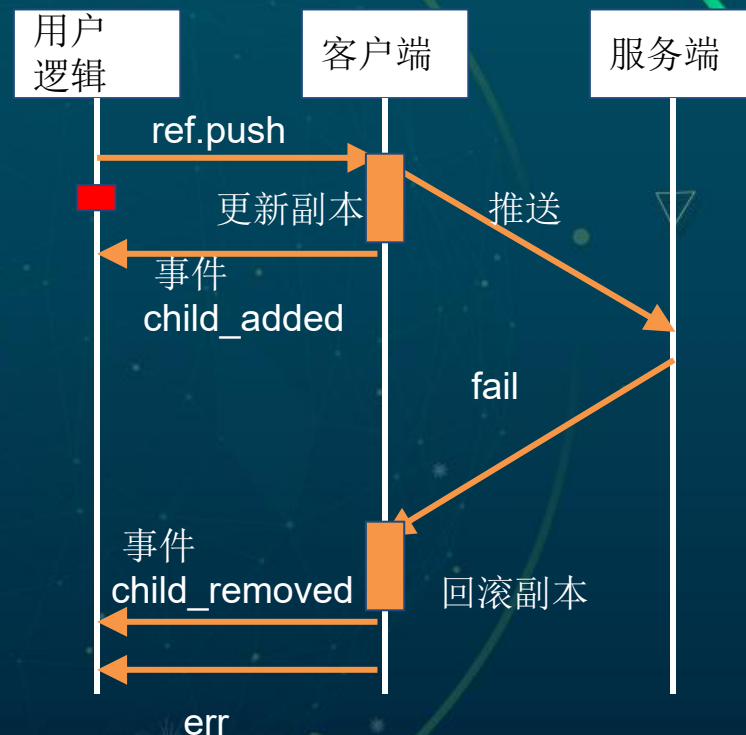 用户
逻辑
客户端
服务端
ref.push
更新副本
推送
事件
child_added
fail
事件
child_removed
回滚副本
err